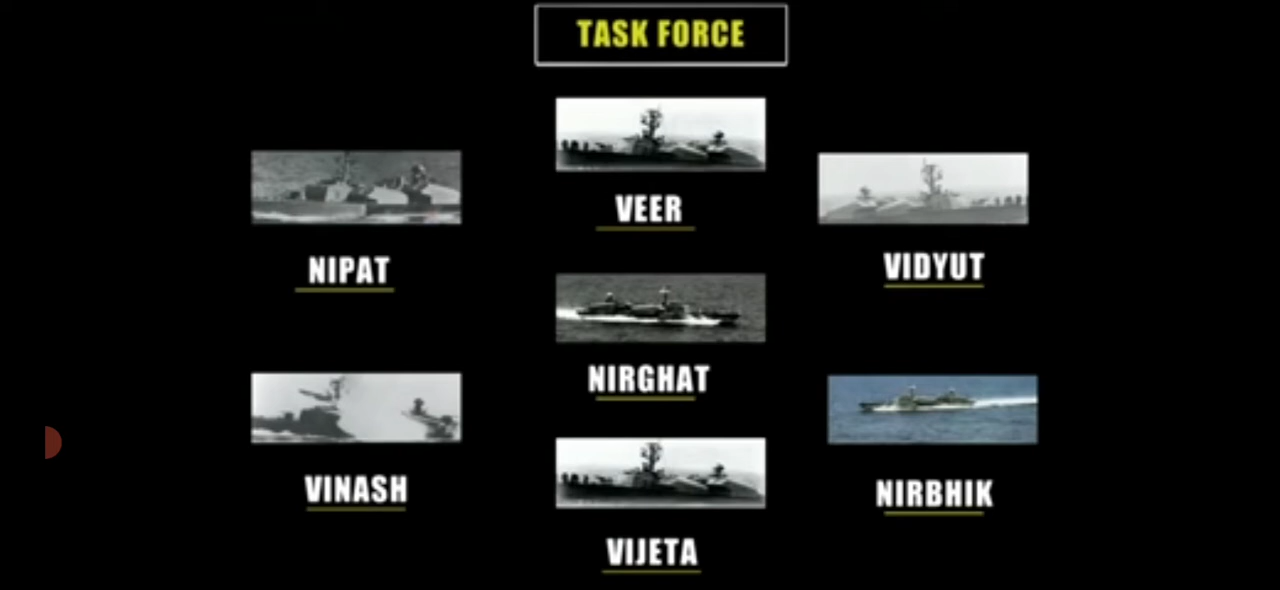 TASK FORCE
VEER
NIPAT
VIDYUT
NIRGHAT
VINASH
NIRBHIK
VIJETA